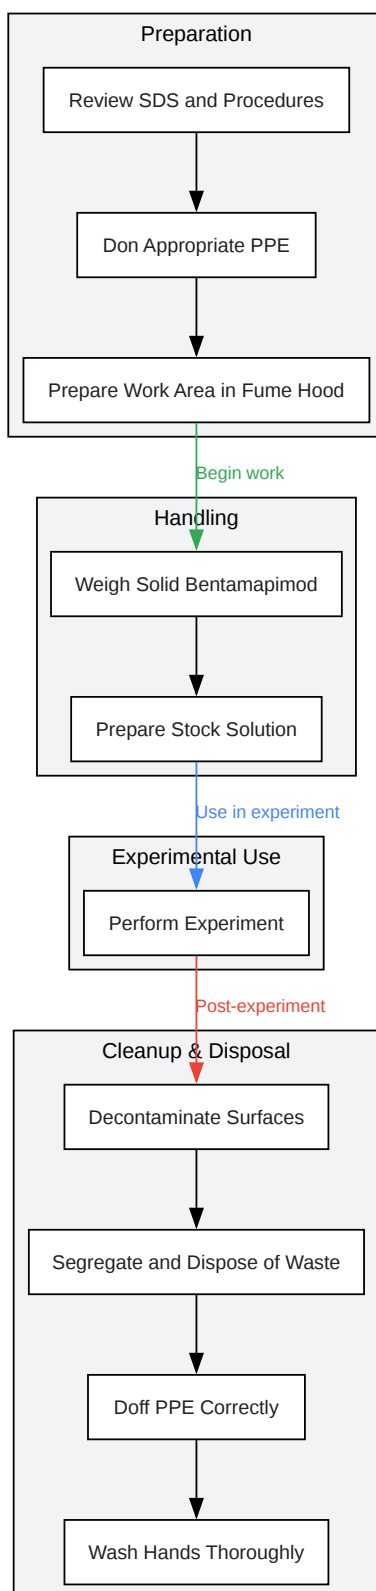 Preparation
Review SDS and Procedures
Don Appropriate PPE
Prepare Work Area in Fume Hood
Begin work
Handling
Weigh Solid Bentamapimod
Prepare Stock Solution
Use in experiment
Experimental Use
Perform Experiment
Post-experiment
Cleanup & Disposal
Decontaminate Surfaces
Segregate and Dispose of Waste
Doff PPE Correctly
Wash Hands Thoroughly